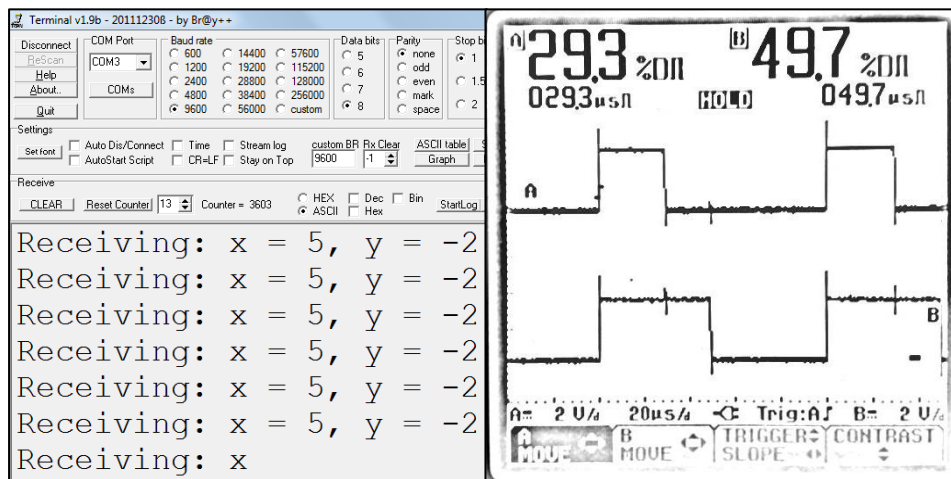 Terminal v1.9b - 20111230ß - by Br@y++
Disconnect
ReScan
Help
About..
Quit
COM Port
COM3
COMs
Baud rate
600 14400 57600
1200 19200 115200
2400 28800 128000
4800 38400 256000
9600 56000 custom
Data bits
5
6
7
8
Parity
none
odd
even
mark
space
Stop bi
1
1.5
2
Settings
Set font
Auto Dis/Connect Time Stream log
AutoStart Script CR=LF Stay on Top
custom BR Rx Clear
9600 -1
ASCII table S
Graph
Receive
CLEAR Reset Counter 13 Counter = 3603
HEX Dec Bin
ASCII Hex
StartLog
Receiving: x = 5, y = -2
Receiving: x = 5, y = -2
Receiving: x = 5, y = -2
Receiving: x = 5, y = -2
Receiving: x = 5, y = -2
Receiving: x = 5, y = -2
Receiving: x
A 29.3 %DΠ B 49.7 %DΠ
029.3µsΠ HOLD 049.7µsΠ
A
B
A= 2 V/d 20µs/d Trig:A B= 2 V/d
A MOVE
B MOVE
TRIGGER SLOPE
CONTRAST